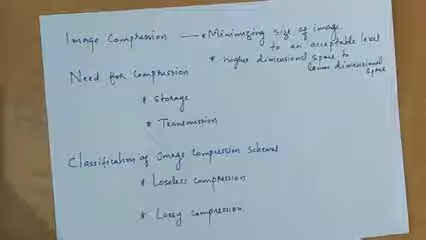 Image Compression — * Minimizing size of image
to an acceptable level
* higher dimensional space to
lower dimensional
space
Need for Compression
* Storage
* Transmission
Classification of Image Compression Schemes
* Loseless compression
* Lossy compression